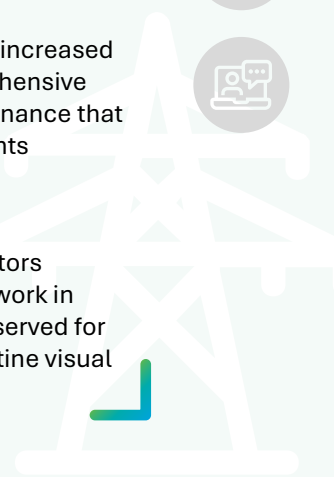 increased
hensive
nance that
nts
tors
work in
served for
tine visual